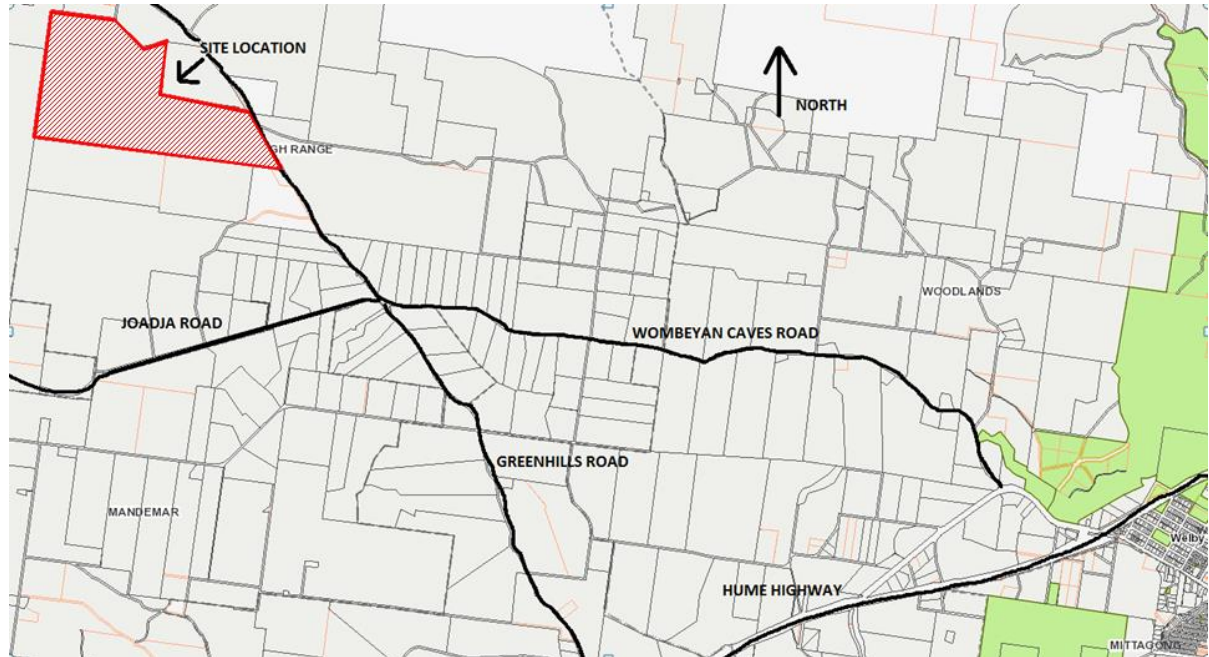 SITE LOCATION
NORTH
GH RANGE
WOODLANDS
JOADJA ROAD
WOMBEYAN CAVES ROAD
GREENHILLS ROAD
MANDEMAR
Welby
HUME HIGHWAY
MITTAGONG